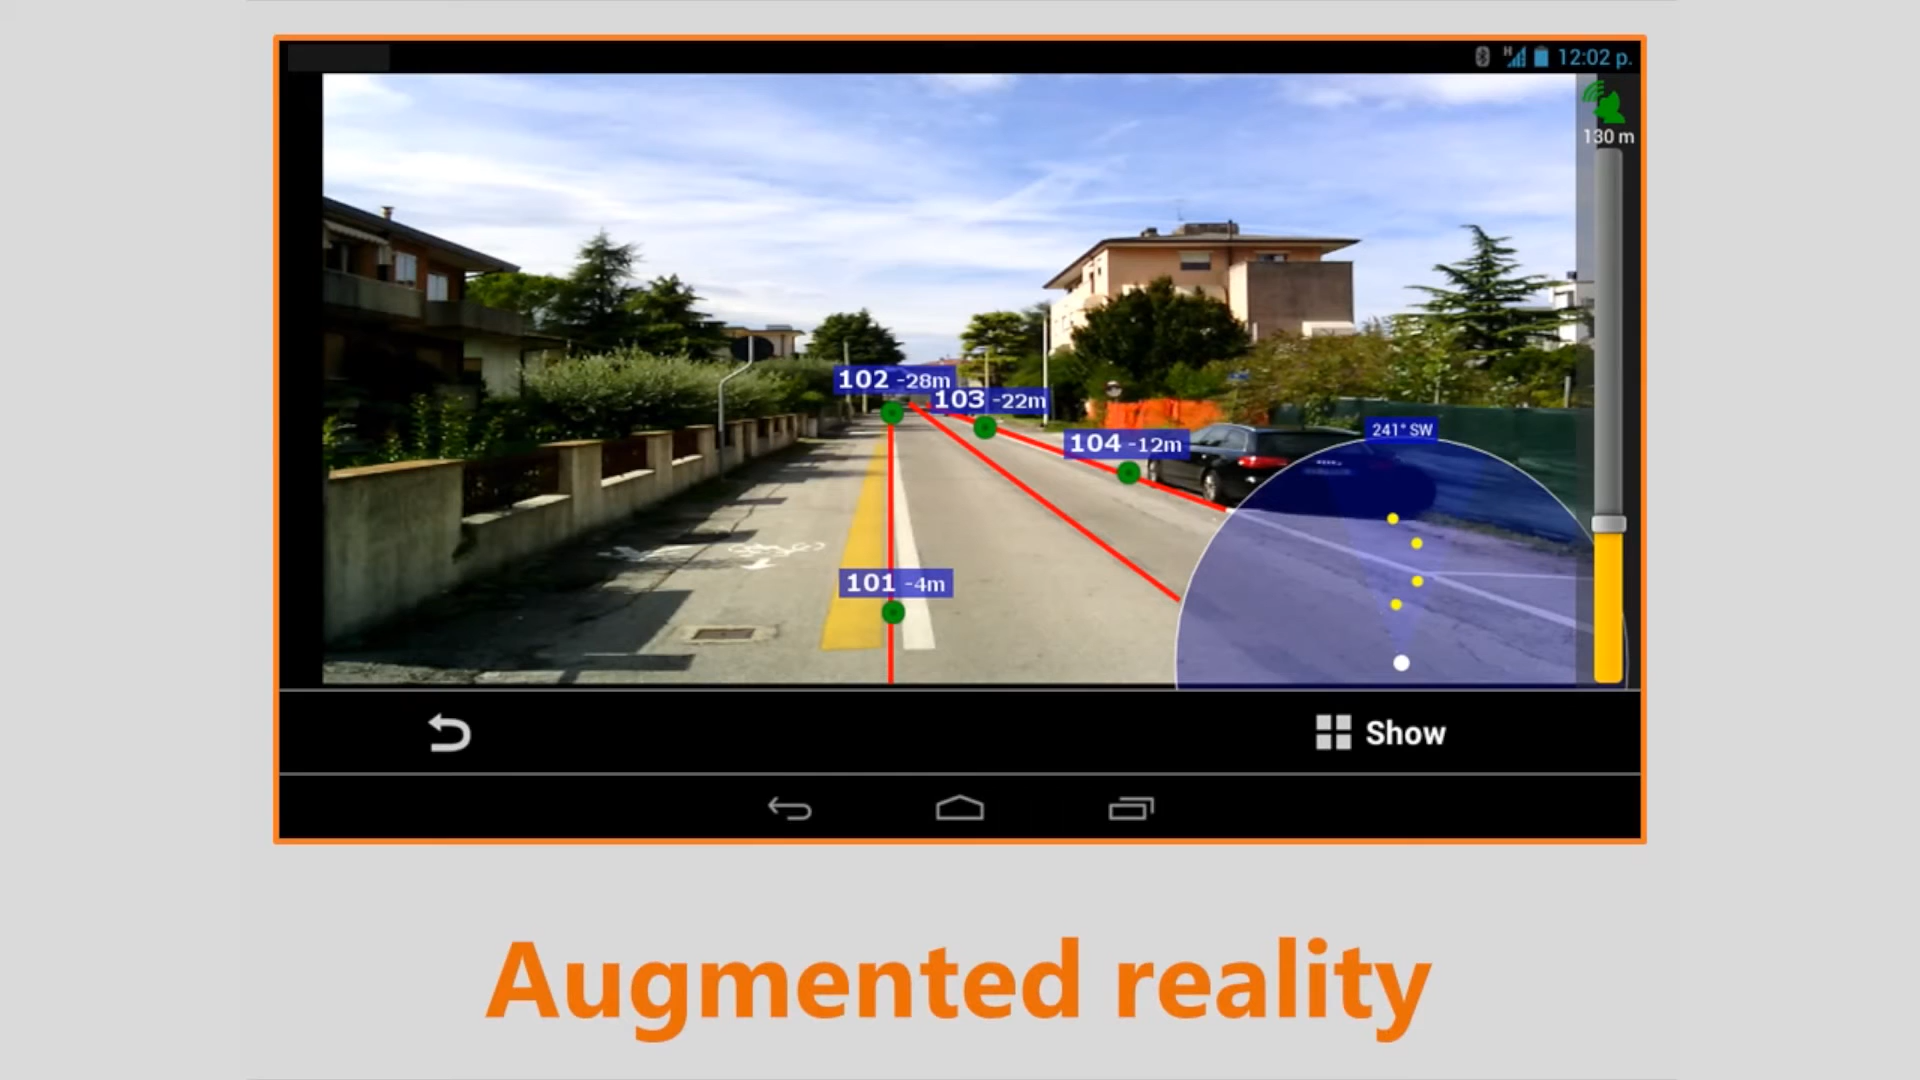 12:02 p.
130 m
102 -28m
103 -22m
104 -12m
241° SW
101 -4m
Show
Augmented reality